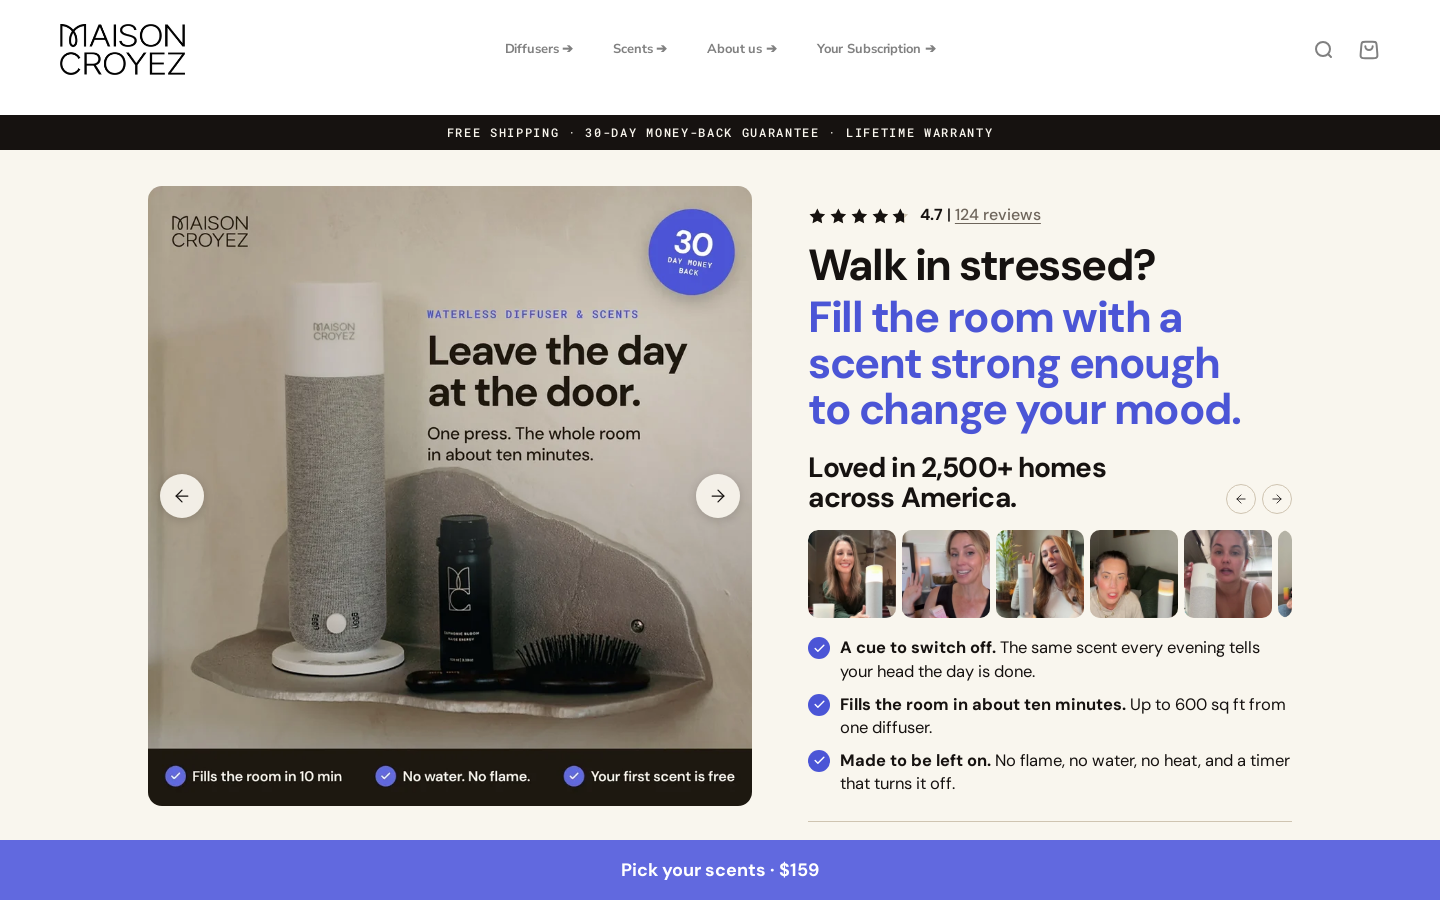 MAISON
CROYEZ
Diffusers ➔
Scents ➔
About us ➔
Your Subscription ➔
FREE SHIPPING · 30-DAY MONEY-BACK GUARANTEE · LIFETIME WARRANTY
MAISON
CROYEZ
30
DAY MONEY
BACK
MAISON
CROYEZ
WATERLESS DIFFUSER & SCENTS
Leave the day
at the door.
One press. The whole room
in about ten minutes.
Fills the room in 10 min
No water. No flame.
Your first scent is free
4.7 | 124 reviews
Walk in stressed?
Fill the room with a
scent strong enough
to change your mood.
Loved in 2,500+ homes
across America.
A cue to switch off. The same scent every evening tells
your head the day is done.
Fills the room in about ten minutes. Up to 600 sq ft from
one diffuser.
Made to be left on. No flame, no water, no heat, and a timer
that turns it off.
Pick your scents · $159